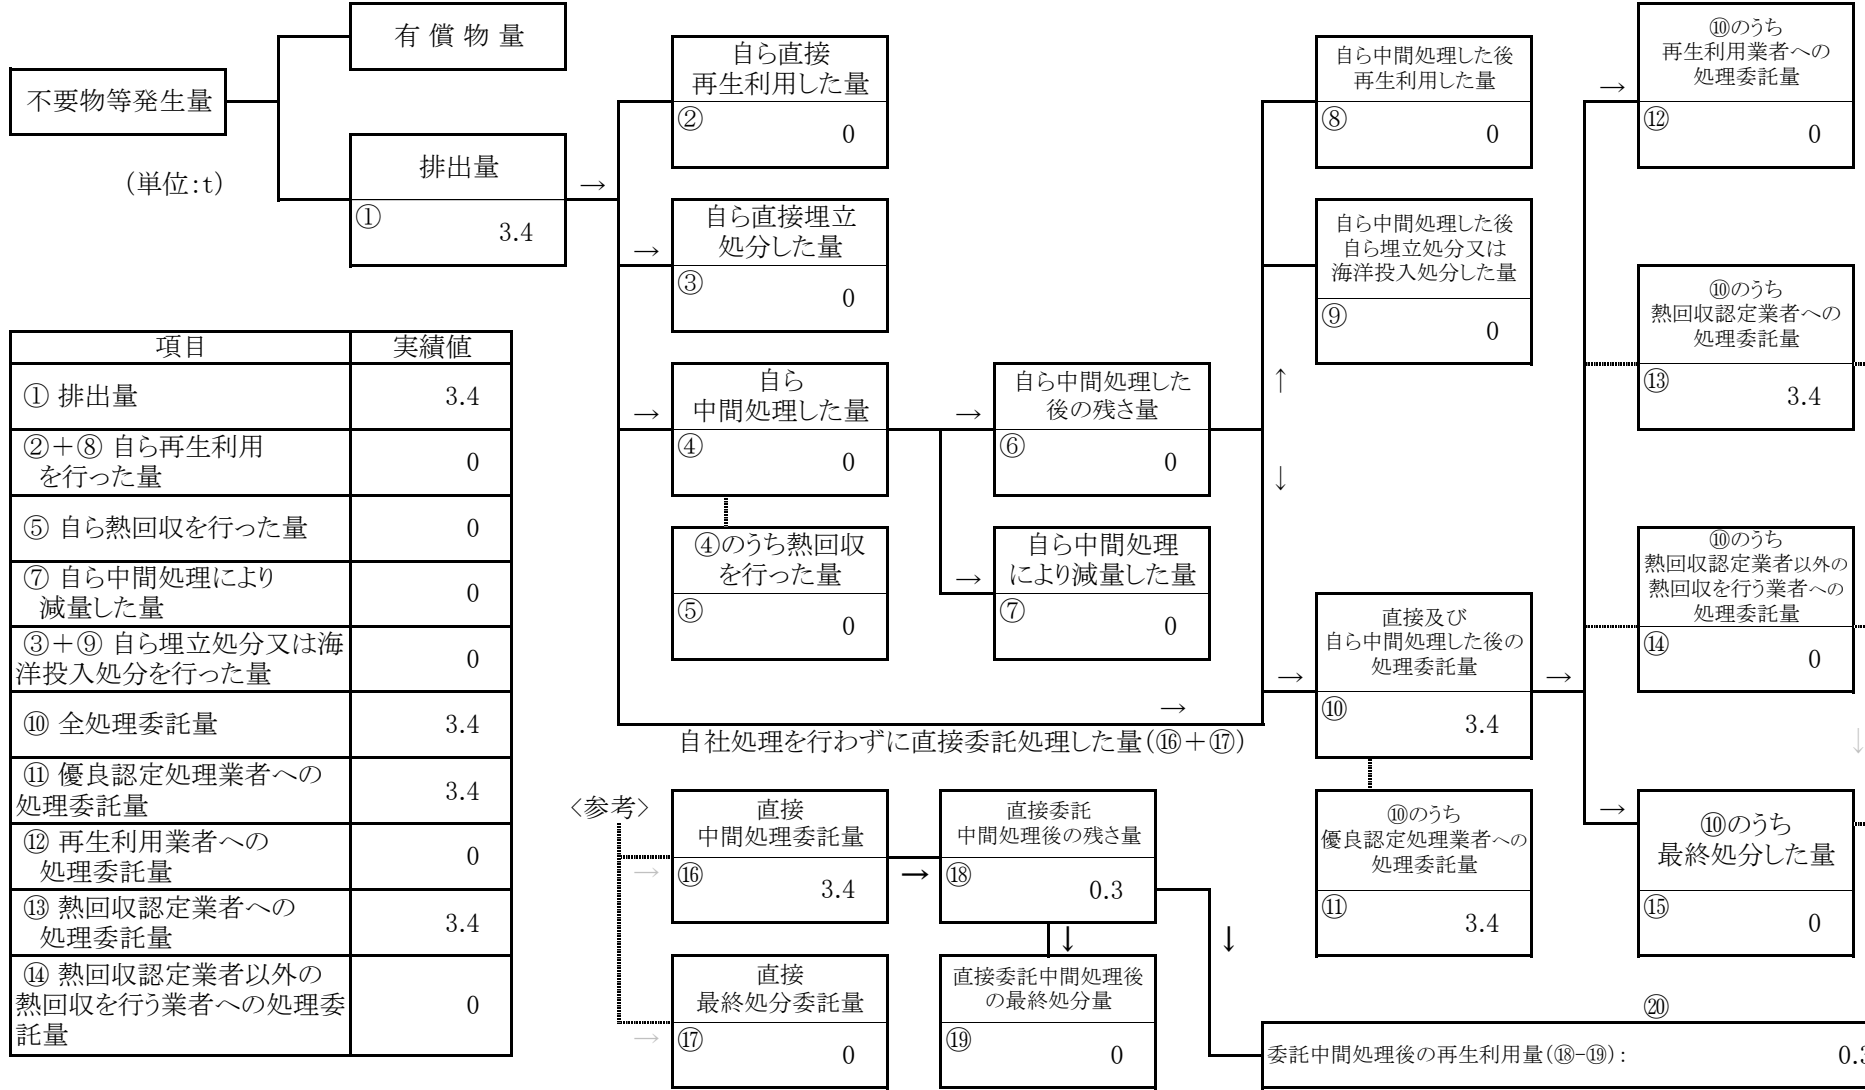 有 償 物 量
不要物等発生量
(単位:t)
排出量
①
3.4
→
自ら直接
再生利用した量
②
0
→
自ら直接埋立
処分した量
③
0
→
自ら
中間処理した量
④
0
④のうち熱回収
を行った量
⑤
0
→
自ら中間処理した
後の残さ量
⑥
0
→
自ら中間処理
により減量した量
⑦
0
↑
↓
自ら中間処理した後
再生利用した量
⑧
0
自ら中間処理した後
自ら埋立処分又は
海洋投入処分した量
⑨
0
→
直接及び
自ら中間処理した後の
処理委託量
⑩
3.4
→
⑩のうち
優良認定処理業者への
処理委託量
⑪
3.4
→
⑩のうち
再生利用業者への
処理委託量
⑫
0
⑩のうち
熱回収認定業者への
処理委託量
⑬
3.4
⑩のうち
熱回収認定業者以外の
熱回収を行う業者への
処理委託量
⑭
0
↓
→
⑩のうち
最終処分した量
⑮
0
→
自社処理を行わずに直接委託処理した量(⑯+⑰)
〈参考〉
→
直接
中間処理委託量
⑯
3.4
→
直接委託
中間処理後の残さ量
⑱
0.3
↓
↓
→
直接
最終処分委託量
⑰
0
直接委託中間処理後
の最終処分量
⑲
0
⑳
委託中間処理後の再生利用量(⑱-⑲): 0.3
項目 実績値
① 排出量 3.4
②+⑧ 自ら再生利用
を行った量 0
⑤ 自ら熱回収を行った量 0
⑦ 自ら中間処理により
減量した量 0
③+⑨ 自ら埋立処分又は海
洋投入処分を行った量 0
⑩ 全処理委託量 3.4
⑪ 優良認定処理業者への
処理委託量 3.4
⑫ 再生利用業者への
処理委託量 0
⑬ 熱回収認定業者への
処理委託量 3.4
⑭ 熱回収認定業者以外の
熱回収を行う業者への処理委
託量 0